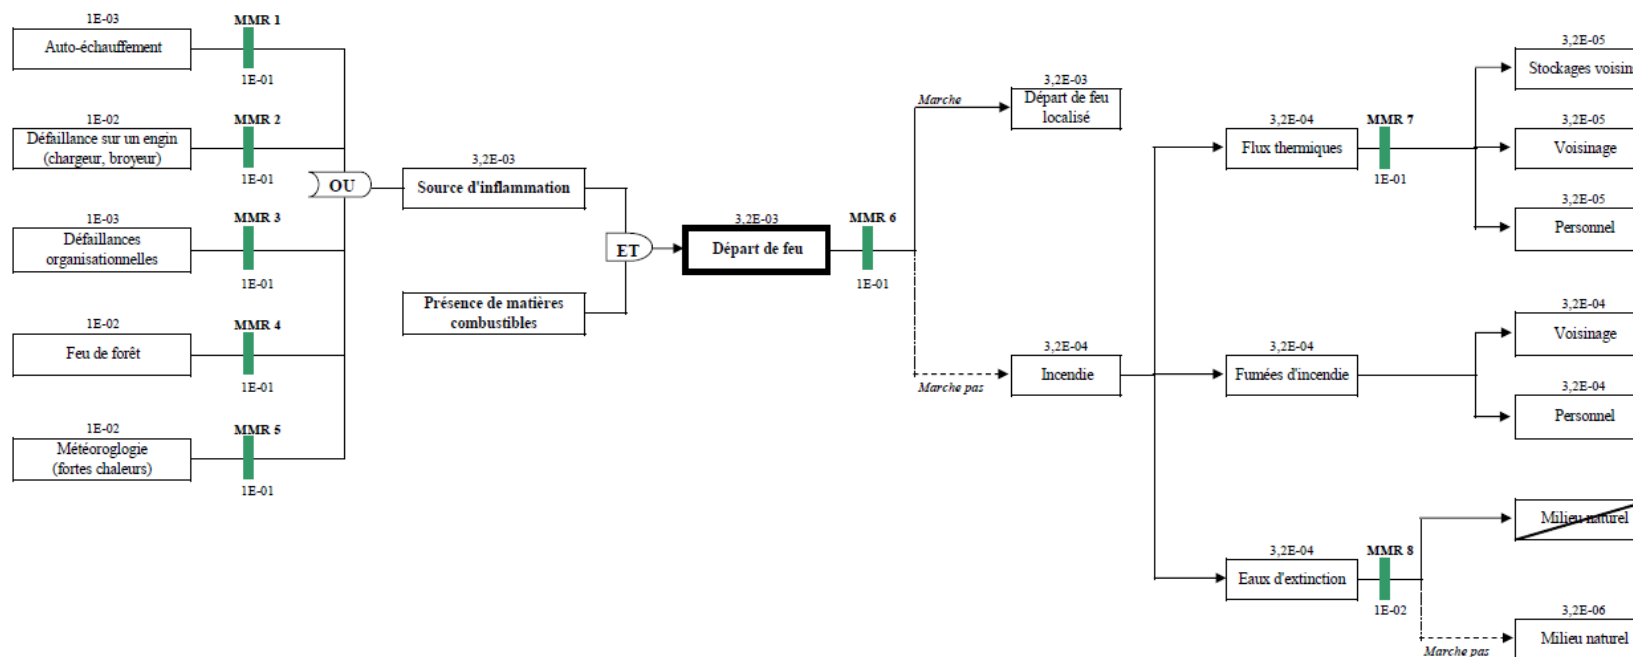 1E-03
MMR 1
Auto-échauffement
1E-01
1E-02
MMR 2
Défaillance sur un engin
(chargeur, broyeur)
1E-01
1E-03
MMR 3
Défaillances
organisationnelles
1E-01
1E-02
MMR 4
Feu de forêt
1E-01
1E-02
MMR 5
Météoroglogie
(fortes chaleurs)
1E-01
OU
3,2E-03
Source d'inflammation
Présence de matières
combustibles
ET
3,2E-03
Départ de feu
MMR 6
1E-01
Marche
Marche pas
3,2E-03
Départ de feu
localisé
3,2E-04
Incendie
3,2E-04
Flux thermiques
MMR 7
1E-01
3,2E-05
Stockages voisin
3,2E-05
Voisinage
3,2E-05
Personnel
3,2E-04
Fumées d'incendie
3,2E-04
Voisinage
3,2E-04
Personnel
3,2E-04
Eaux d'extinction
MMR 8
1E-02
Milieu naturel
Marche pas
3,2E-06
Milieu naturel